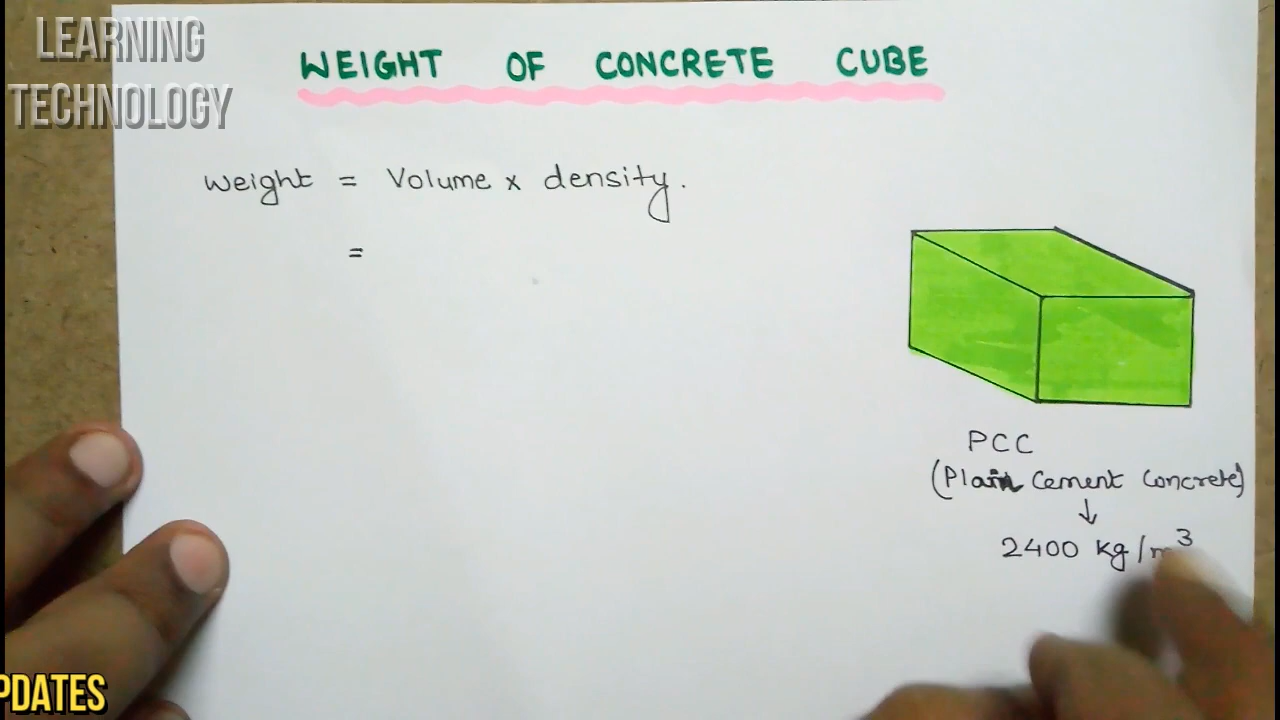 LEARNING
TECHNOLOGY
WEIGHT OF CONCRETE CUBE
Weight = Volume x density.
=
PCC
(Plain Cement Concrete)
↓
2400 kg/m³
PDATES